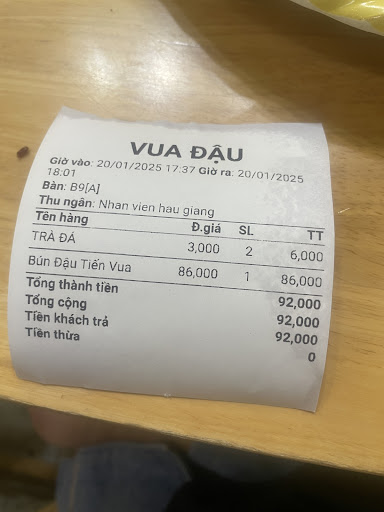 VUA ĐẬU
Giờ vào: 20/01/2025 17:37 Giờ ra: 20/01/2025
18:01
Bàn: B9[A]
Thu ngân: Nhan vien hau giang
Tên hàng Đ.giá SL TT
TRÀ ĐÁ 3,000 2 6,000
Bún Đậu Tiến Vua 86,000 1 86,000
Tổng thành tiền 92,000
Tổng cộng 92,000
Tiền khách trả 92,000
Tiền thừa 0